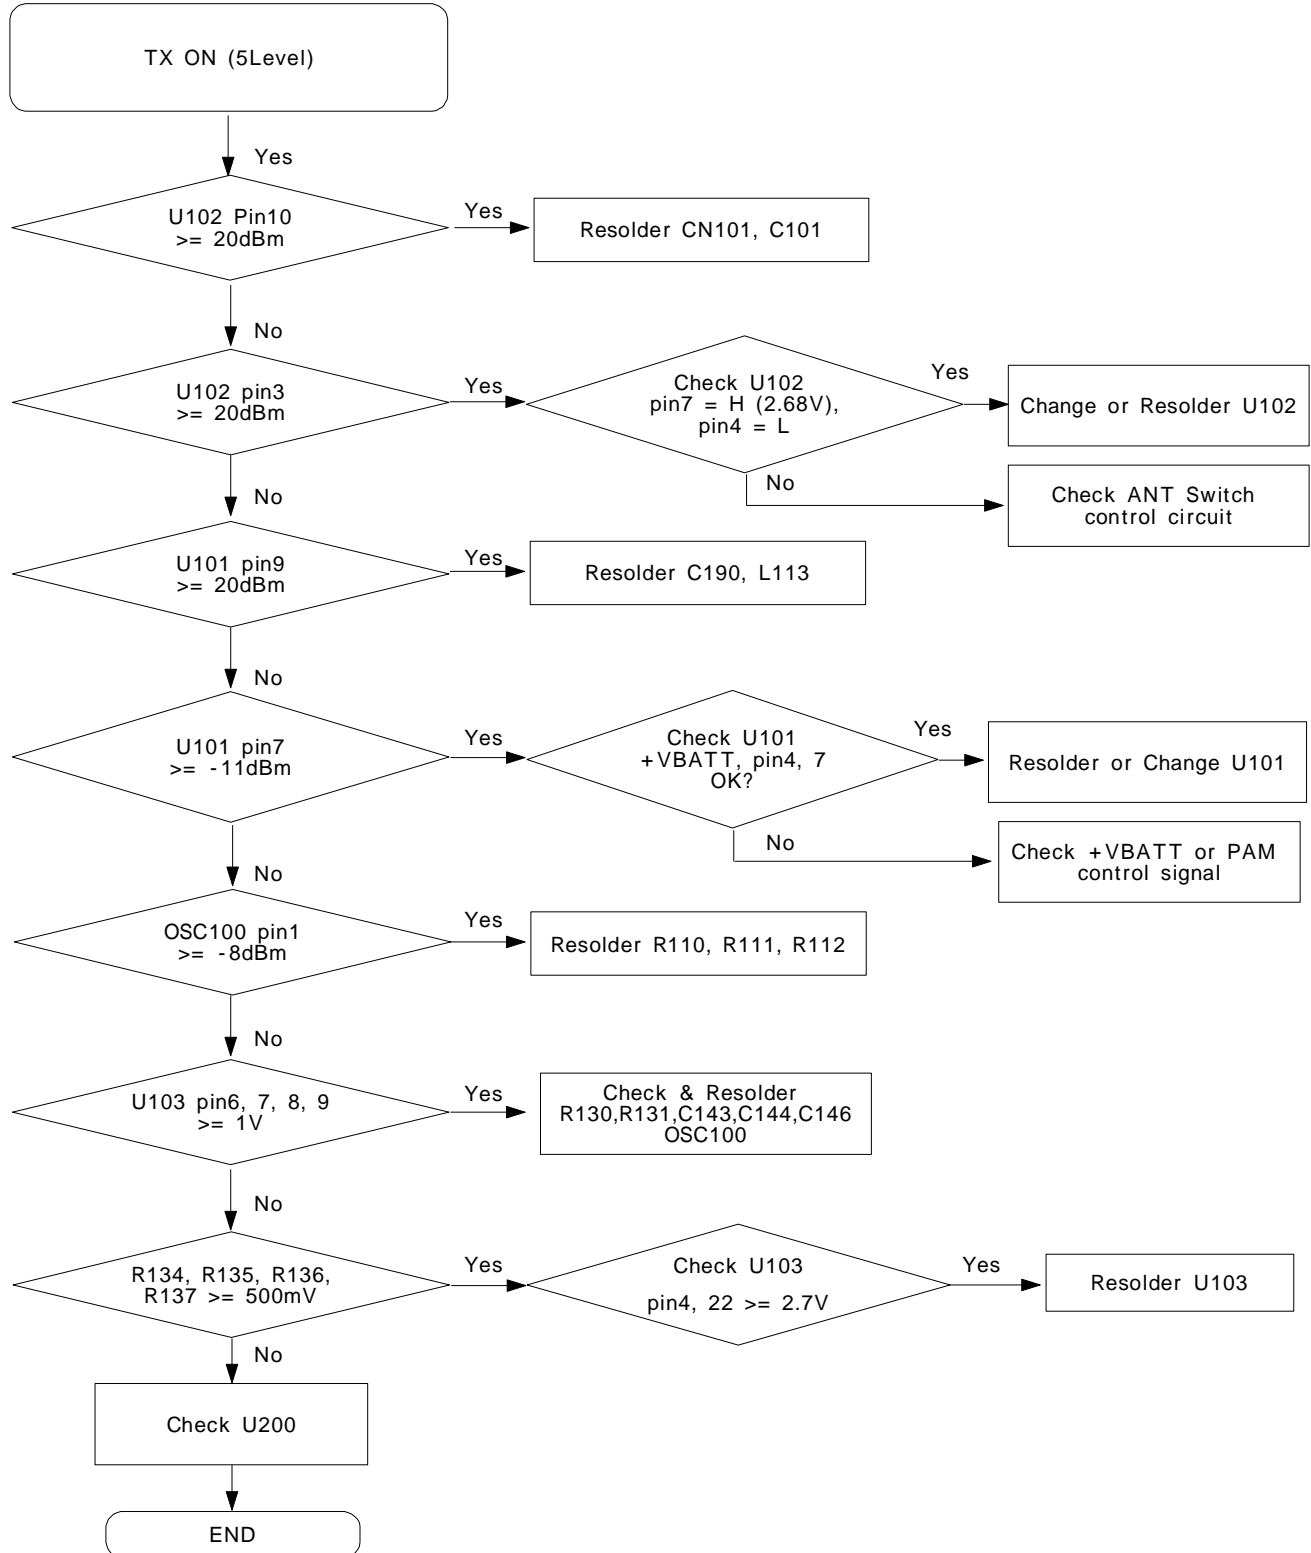 TX ON (5Level)
Yes
U102 Pin10
>= 20dBm
Yes
Resolder CN101, C101
No
U102 pin3
>= 20dBm
Yes
Check U102
pin7 = H (2.68V),
pin4 = L
Yes
Change or Resolder U102
No
Check ANT Switch
control circuit
No
U101 pin9
>= 20dBm
Yes
Resolder C190, L113
No
U101 pin7
>= -11dBm
Yes
Check U101
+VBATT, pin4, 7
OK?
Yes
Resolder or Change U101
No
Check +VBATT or PAM
control signal
No
OSC100 pin1
>= -8dBm
Yes
Resolder R110, R111, R112
No
U103 pin6, 7, 8, 9
>= 1V
Yes
Check & Resolder
R130,R131,C143,C144,C146
OSC100
No
R134, R135, R136,
R137 >= 500mV
Yes
Check U103
pin4, 22 >= 2.7V
Yes
Resolder U103
No
Check U200
END